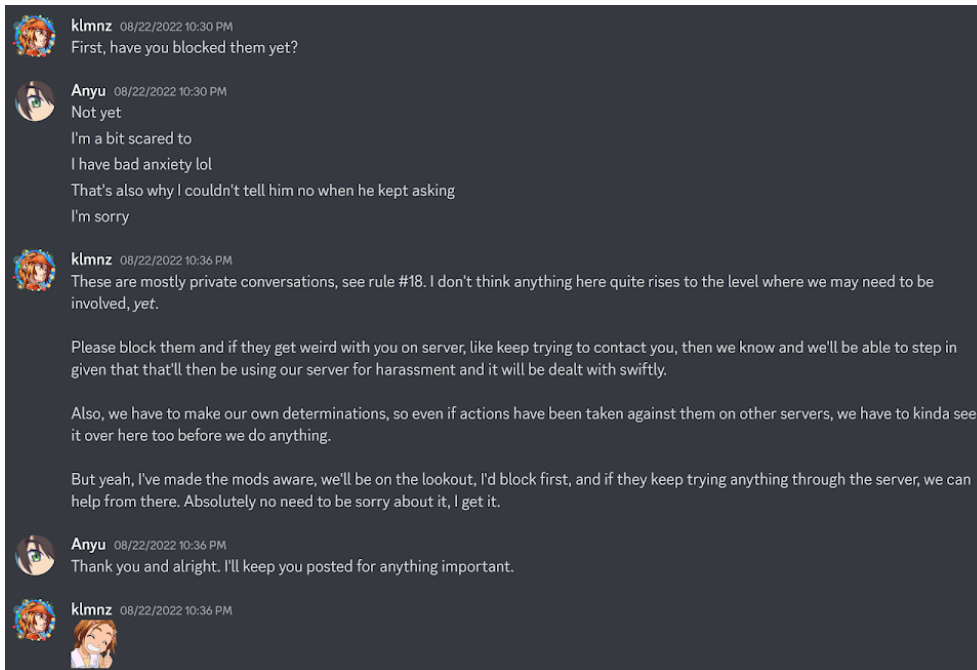 klmnz 08/22/2022 10:30 PM
First, have you blocked them yet?
Anyu 08/22/2022 10:30 PM
Not yet
I'm a bit scared to
I have bad anxiety lol
That's also why I couldn't tell him no when he kept asking
I'm sorry
klmnz 08/22/2022 10:36 PM
These are mostly private conversations, see rule #18. I don't think anything here quite rises to the level where we may need to be
involved, yet.
Please block them and if they get weird with you on server, like keep trying to contact you, then we know and we'll be able to step in
given that that'll then be using our server for harassment and it will be dealt with swiftly.
Also, we have to make our own determinations, so even if actions have been taken against them on other servers, we have to kinda see
it over here too before we do anything.
But yeah, I've made the mods aware, we'll be on the lookout, I'd block first, and if they keep trying anything through the server, we can
help from there. Absolutely no need to be sorry about it, I get it.
Anyu 08/22/2022 10:36 PM
Thank you and alright. I'll keep you posted for anything important.
klmnz 08/22/2022 10:36 PM